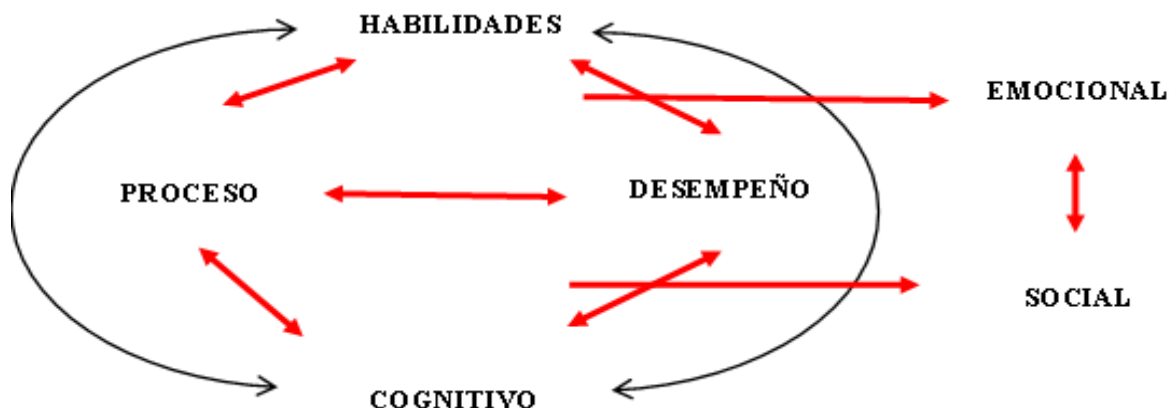 HABILIDADES
EMOCIONAL
PROCESO
DESEMPEÑO
SOCIAL
COGNITIVO